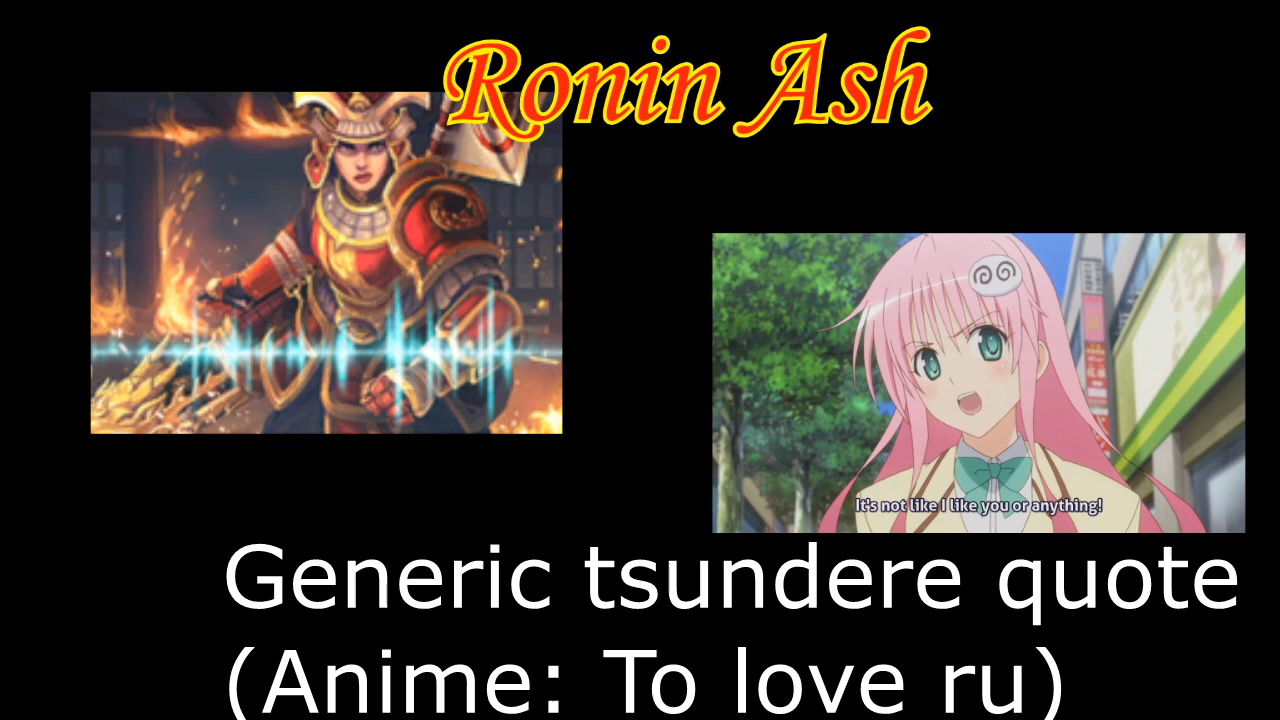 Ronin Ash
It's not like I like you or anything!
Generic tsundere quote
(Anime: To love ru)